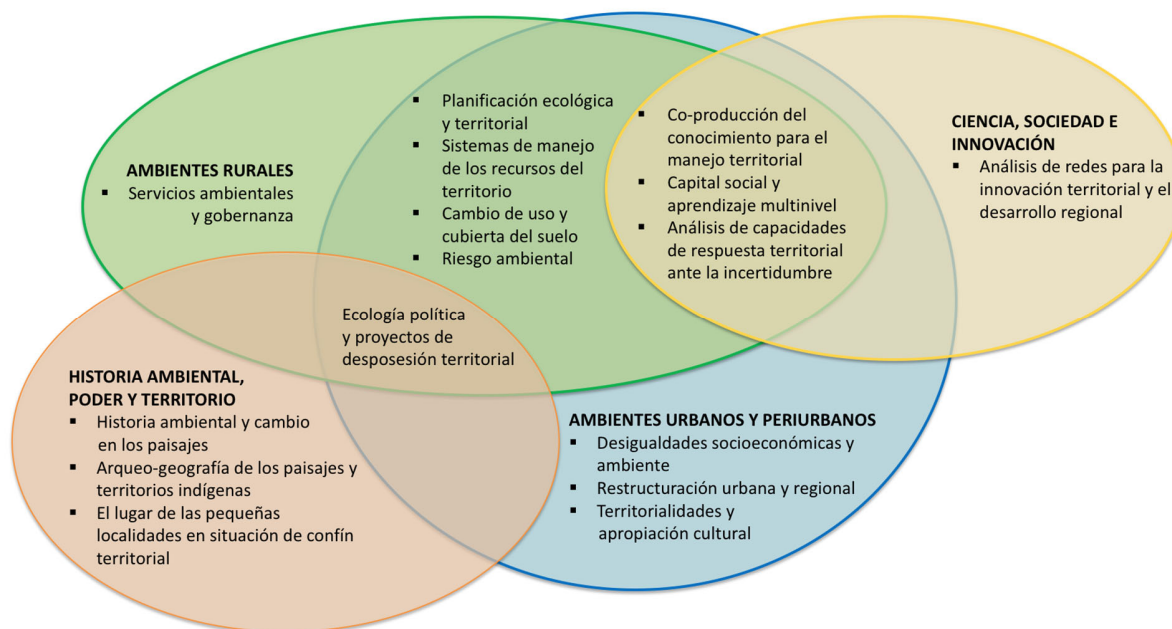 AMBIENTES RURALES
▪ Servicios ambientales
y gobernanza
▪ Planificación ecológica
y territorial
▪ Sistemas de manejo
de los recursos del
territorio
▪ Cambio de uso y
cubierta del suelo
▪ Riesgo ambiental
▪ Co-producción del
conocimiento para el
manejo territorial
▪ Capital social y
aprendizaje multinivel
▪ Análisis de capacidades
de respuesta territorial
ante la incertidumbre
CIENCIA, SOCIEDAD E
INNOVACIÓN
▪ Análisis de redes para la
innovación territorial y el
desarrollo regional
Ecología política
y proyectos de
desposesión territorial
HISTORIA AMBIENTAL,
PODER Y TERRITORIO
▪ Historia ambiental y cambio
en los paisajes
▪ Arqueo-geografía de los paisajes y
territorios indígenas
▪ El lugar de las pequeñas
localidades en situación de confín
territorial
AMBIENTES URBANOS Y PERIURBANOS
▪ Desigualdades socioeconómicas y
ambiente
▪ Restructuración urbana y regional
▪ Territorialidades y
apropiación cultural